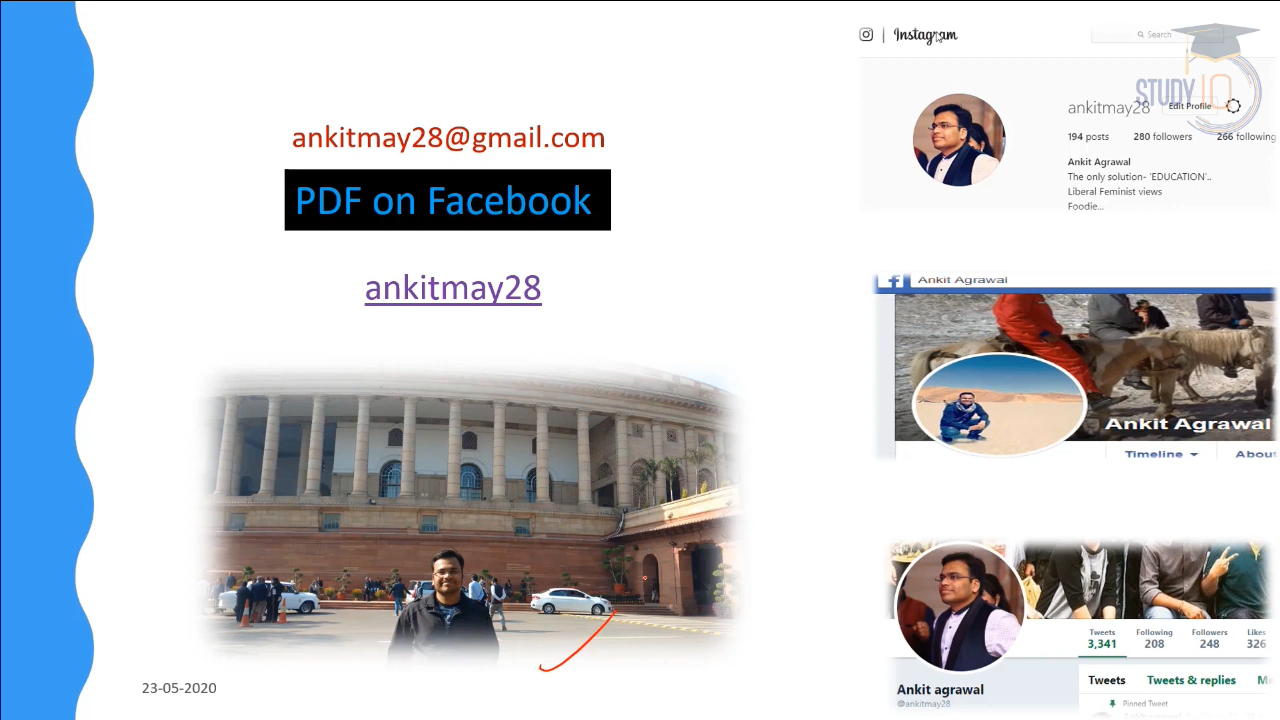 ankitmay28@gmail.com
PDF on Facebook
ankitmay28
23-05-2020
Instagram
Search
STUDY IQ
ankitmay28
Edit Profile
194 posts 280 followers 266 following
Ankit Agrawal
The only solution- 'EDUCATION'..
Liberal Feminist views
Foodie...
f Ankit Agrawal
Ankit Agrawal
Timeline About
Tweets Following Followers Likes
3,341 208 248 326
Tweets Tweets & replies
Pinned Tweet
Ankit agrawal
@ankitmay28